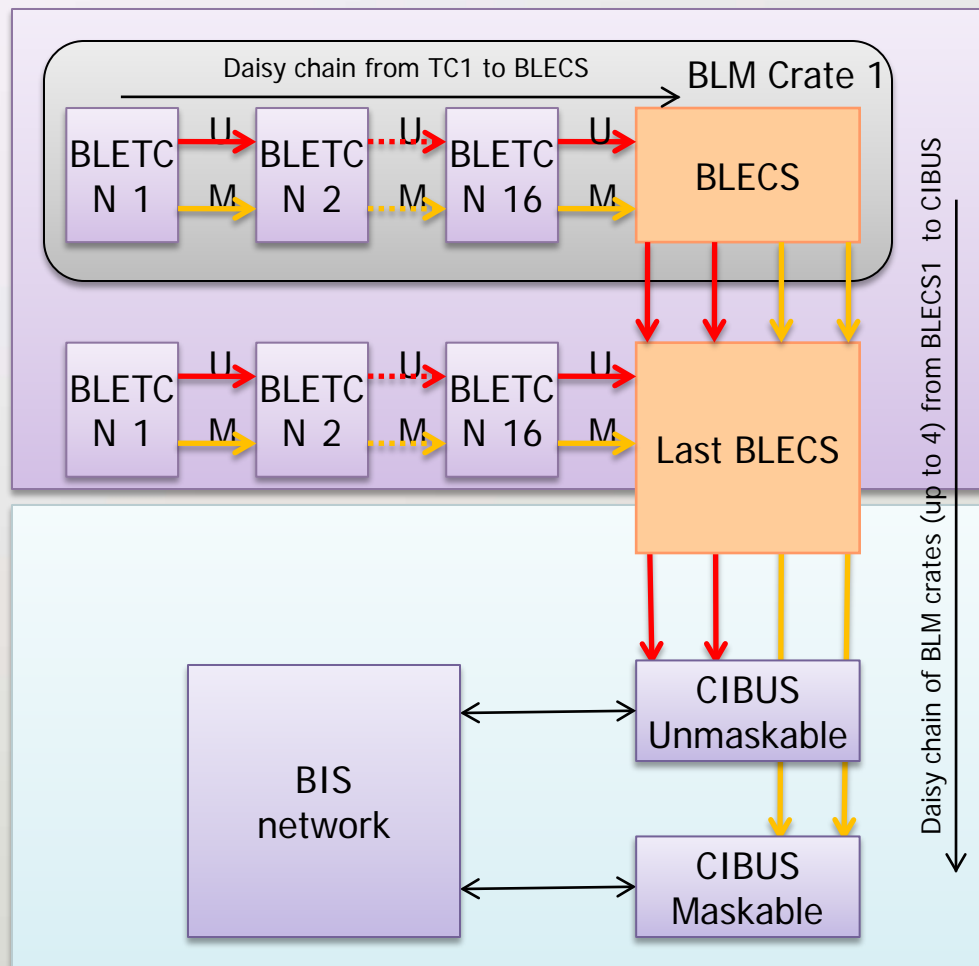 Daisy chain from TC1 to BLECS
BLM Crate 1
BLETC
N 1
U
M
BLETC
N 2
U
M
BLETC
N 16
U
M
BLECS
BLETC
N 1
U
M
BLETC
N 2
U
M
BLETC
N 16
U
M
Last BLECS
Daisy chain of BLM crates (up to 4) from BLECS1 to CIBUS
CIBUS
Unmaskable
BIS
network
CIBUS
Maskable